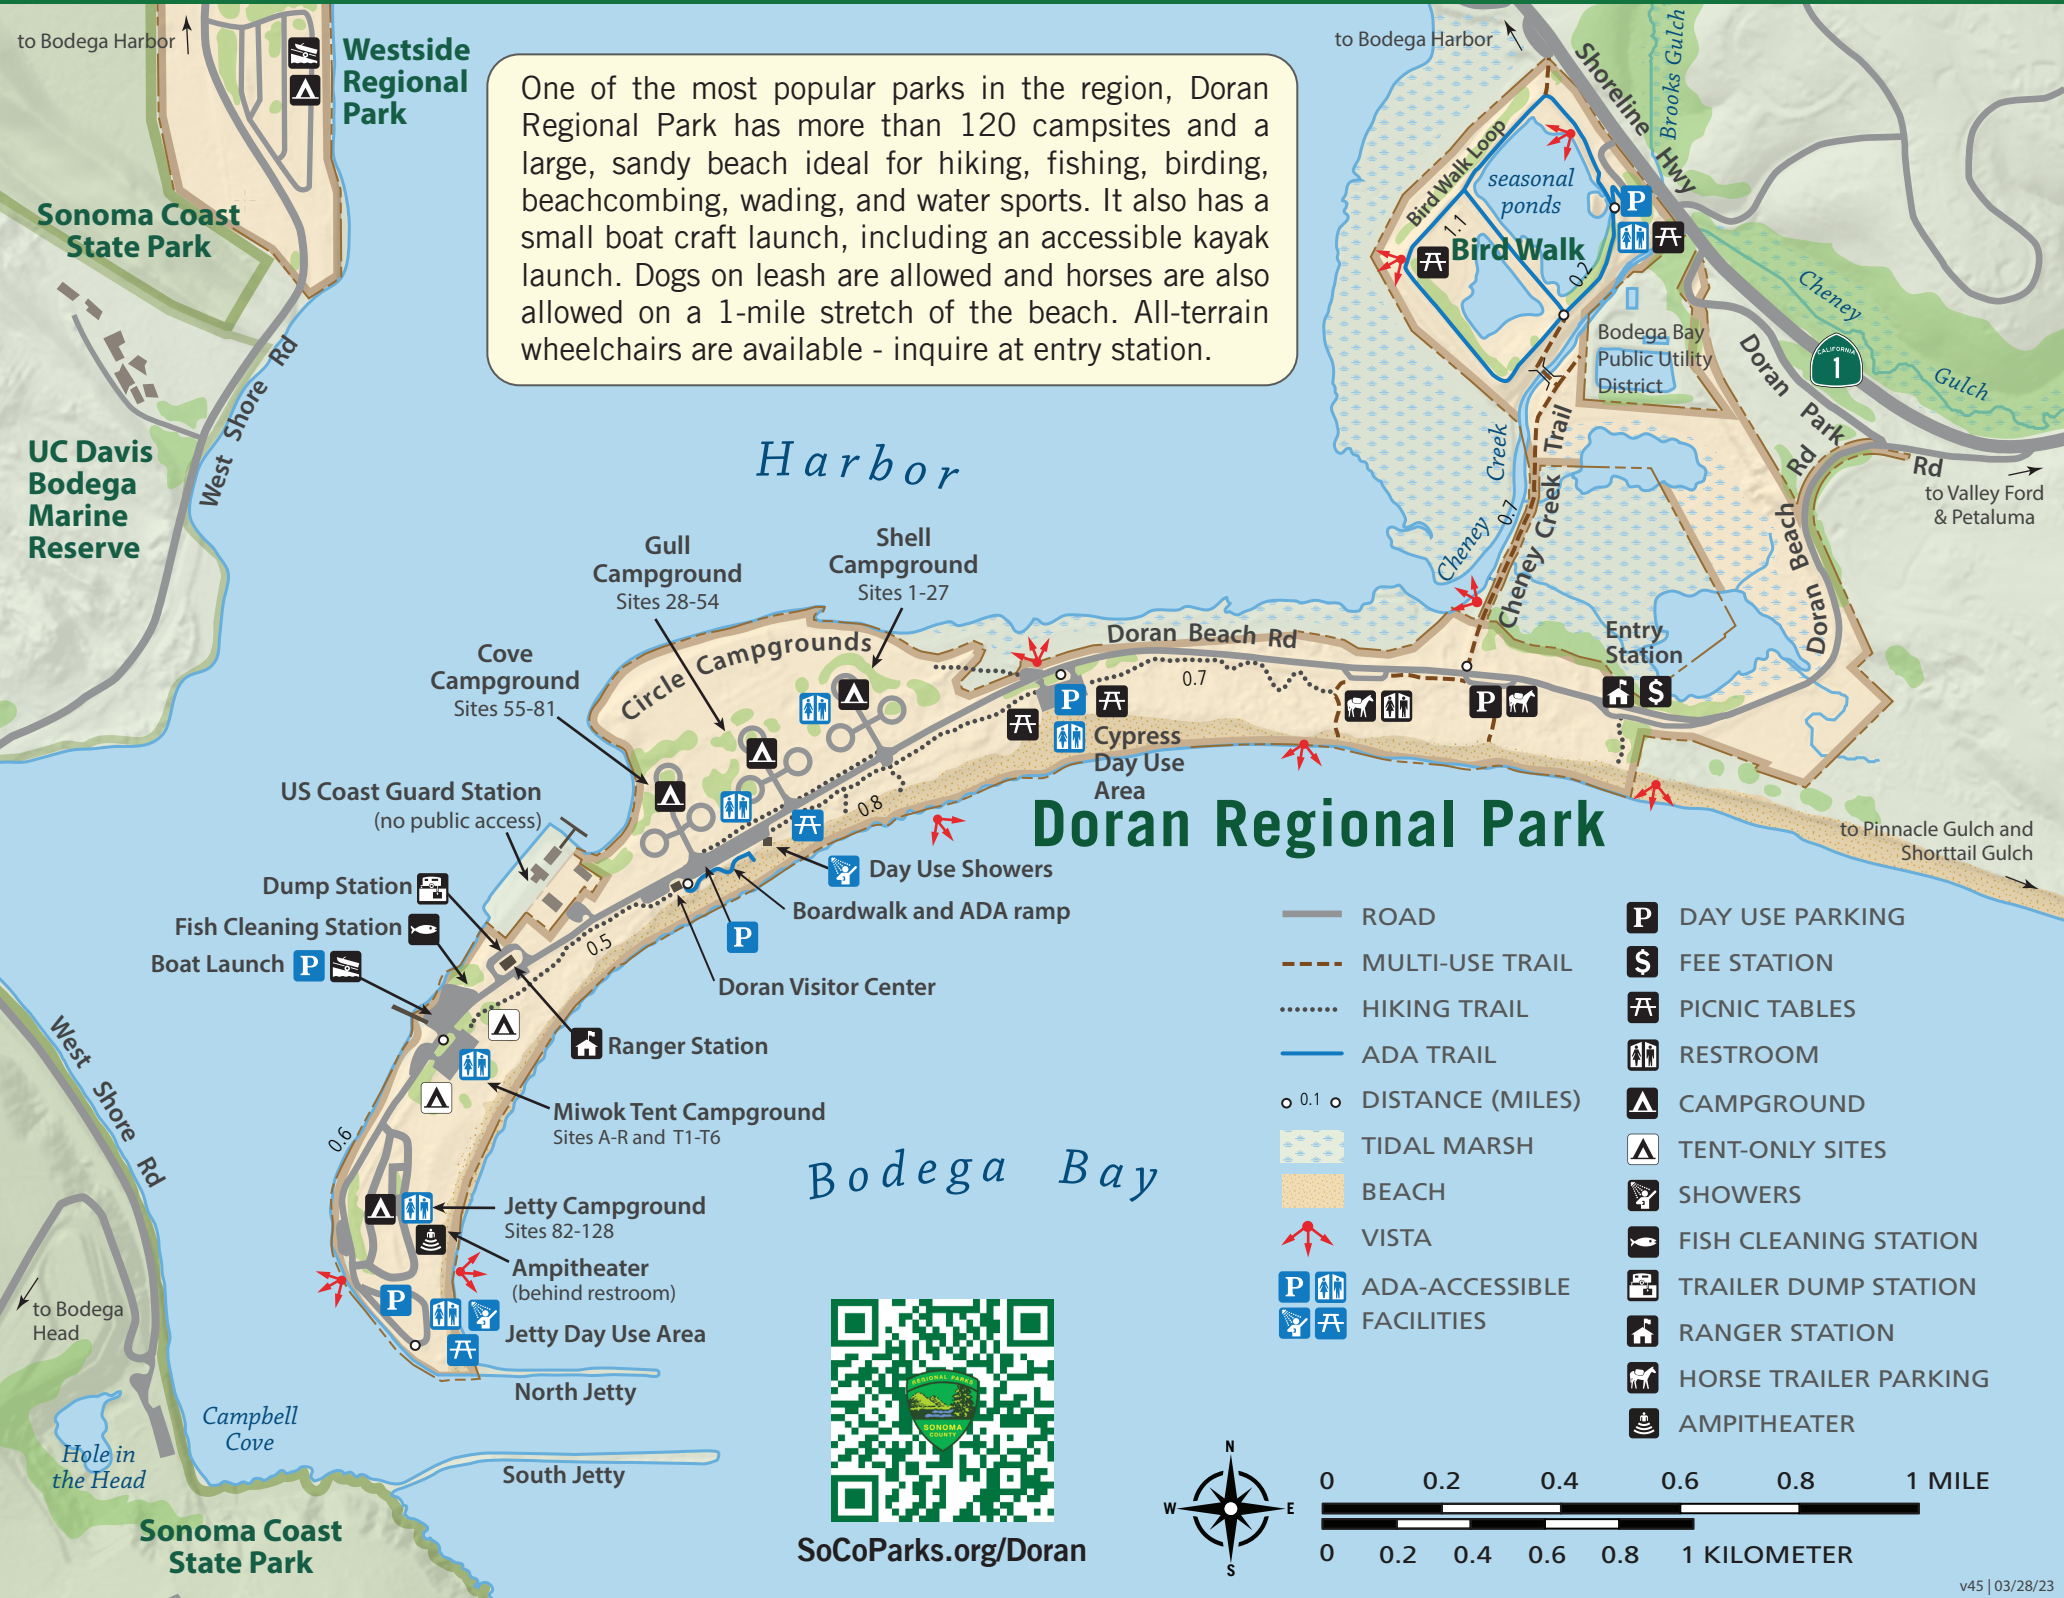 to Bodega Harbor
Westside
Regional
Park
One of the most popular parks in the region, Doran
Regional Park has more than 120 campsites and a
large, sandy beach ideal for hiking, fishing, birding,
beachcombing, wading, and water sports. It also has a
small boat craft launch, including an accessible kayak
launch. Dogs on leash are allowed and horses are also
allowed on a 1-mile stretch of the beach. All-terrain
wheelchairs are available - inquire at entry station.
to Bodega Harbor
Shoreline Hwy
Brooks Gulch
Bird Walk Loop
1.1
seasonal
ponds
P
Bird Walk
0.2
Sonoma Coast
State Park
West Shore Rd
UC Davis
Bodega
Marine
Reserve
Bodega Bay
Public Utility
District
Cheney
Gulch
CALIFORNIA
1
Doran Park
Rd
to Valley Ford
& Petaluma
Doran Beach Rd
Cheney Creek
0.7
Cheney Creek Trail
Harbor
Gull
Campground
Sites 28-54
Shell
Campground
Sites 1-27
Cove
Campground
Sites 55-81
Circle Campgrounds
Doran Beach Rd
0.7
Entry
Station
$
P
P
Cypress
Day Use
Area
0.8
Doran Regional Park
to Pinnacle Gulch and
Shorttail Gulch
US Coast Guard Station
(no public access)
Day Use Showers
Boardwalk and ADA ramp
P
Dump Station
Fish Cleaning Station
Boat Launch
P
0.5
Doran Visitor Center
Ranger Station
Miwok Tent Campground
Sites A-R and T1-T6
0.6
Jetty Campground
Sites 82-128
Ampitheater
(behind restroom)
P
Jetty Day Use Area
North Jetty
South Jetty
West Shore Rd
to Bodega
Head
Campbell
Cove
Hole in
the Head
Sonoma Coast
State Park
Bodega Bay
REGIONAL PARKS
SONOMA
COUNTY
SoCoParks.org/Doran
ROAD
MULTI-USE TRAIL
HIKING TRAIL
ADA TRAIL
0.1 DISTANCE (MILES)
TIDAL MARSH
BEACH
VISTA
P ADA-ACCESSIBLE
FACILITIES
P DAY USE PARKING
$ FEE STATION
PICNIC TABLES
RESTROOM
CAMPGROUND
TENT-ONLY SITES
SHOWERS
FISH CLEANING STATION
TRAILER DUMP STATION
RANGER STATION
HORSE TRAILER PARKING
AMPITHEATER
N
W E
S
0 0.2 0.4 0.6 0.8 1 MILE
0 0.2 0.4 0.6 0.8 1 KILOMETER
v45 | 03/28/23